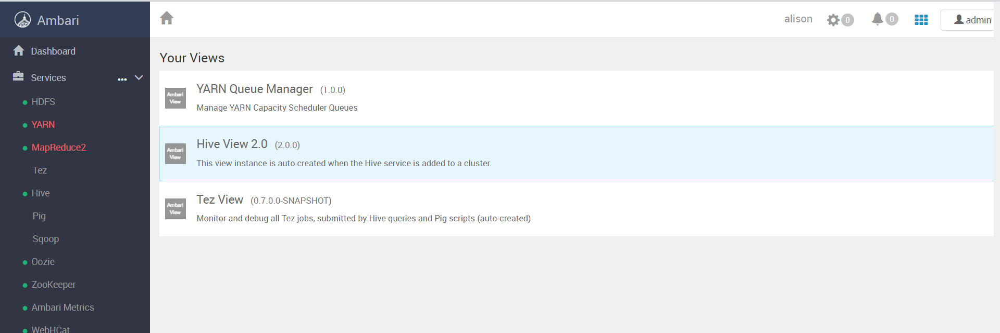 Ambari
alison 0 0 admin
Dashboard
Services
HDFS
YARN
MapReduce2
Tez
Hive
Pig
Sqoop
Oozie
ZooKeeper
Ambari Metrics
WebHCat
Your Views
Ambari
View
YARN Queue Manager (1.0.0)
Manage YARN Capacity Scheduler Queues
Ambari
View
Hive View 2.0 (2.0.0)
This view instance is auto created when the Hive service is added to a cluster.
Ambari
View
Tez View (0.7.0.0-SNAPSHOT)
Monitor and debug all Tez jobs, submitted by Hive queries and Pig scripts (auto-created)